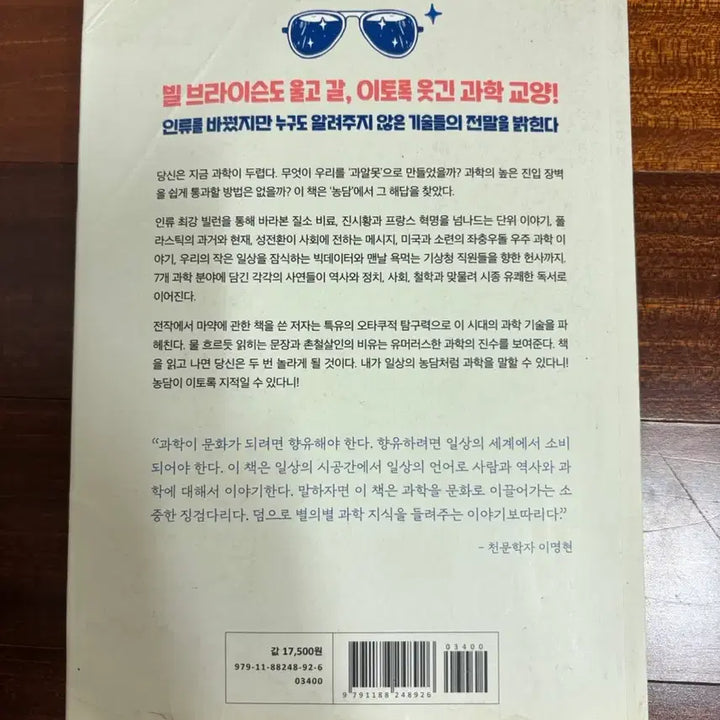 빌 브라이슨도 울고 갈, 이토록 웃긴 과학 교양!
인류를 바꿨지만 누구도 알려주지 않은 기술들의 전말을 밝힌다
당신은 지금 과학이 두렵다. 무엇이 우리를 '과알못'으로 만들었을까? 과학의 높은 진입 장벽
을 쉽게 통과할 방법은 없을까? 이 책은 '농담'에서 그 해답을 찾았다.
인류 최강 빌런을 통해 바라본 질소 비료, 진시황과 프랑스 혁명을 넘나드는 단위 이야기, 플
라스틱의 과거와 현재, 성전환이 사회에 전하는 메시지, 미국과 소련의 좌충우돌 우주 과학 이
야기, 우리의 작은 일상을 잠식하는 빅데이터와 맨날 욕먹는 기상청 직원들을 향한 헌사까지.
7개 과학 분야에 담긴 각각의 사연들이 역사와 정치, 사회, 철학과 맞물려 시종 유쾌한 독서로
이어진다.
전작에서 마약에 관한 책을 쓴 저자는 특유의 오타쿠적 탐구력으로 이 시대의 과학 기술을 파
헤친다. 물 흐르듯 읽히는 문장과 촌철살인의 비유는 유머러스한 과학의 진수를 보여준다. 책
을 읽고 나면 당신은 두 번 놀라게 될 것이다. 내가 일상의 농담처럼 과학을 말할 수 있다니!
농담이 이토록 지적일 수 있다니!
“과학이 문화가 되려면 향유해야 한다. 향유하려면 일상의 세계에서 소비
되어야 한다. 이 책은 일상의 시공간에서 일상의 언어로 사람과 역사와 과
학에 대해서 이야기한다. 말하자면 이 책은 과학을 문화로 이끌어가는 소
중한 징검다리다. 덤으로 별의별 과학 지식을 들려주는 이야기보따리다.”
- 천문학자 이명현
값 17,500원
979-11-88248-92-6
03400
03400
9 791188 248926